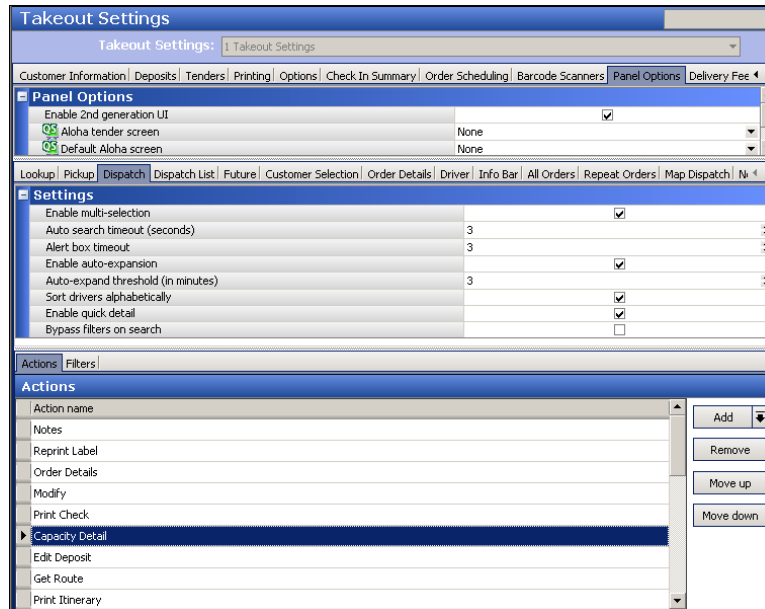 Takeout Settings
Takeout Settings: 1 Takeout Settings
Customer Information Deposits Tenders Printing Options Check In Summary Order Scheduling Barcode Scanners Panel Options Delivery Fee
Panel Options
Enable 2nd generation UI
QS Aloha tender screen None
QS Default Aloha screen None
Lookup Pickup Dispatch Dispatch List Future Customer Selection Order Details Driver Info Bar All Orders Repeat Orders Map Dispatch
Settings
Enable multi-selection
Auto search timeout (seconds) 3
Alert box timeout 3
Enable auto-expansion
Auto-expand threshold (in minutes) 3
Sort drivers alphabetically
Enable quick detail
Bypass filters on search
Actions Filters
Actions
Action name
Add
Notes
Reprint Label
Remove
Order Details
Move up
Modify
Print Check
Move down
Capacity Detail
Edit Deposit
Get Route
Print Itinerary